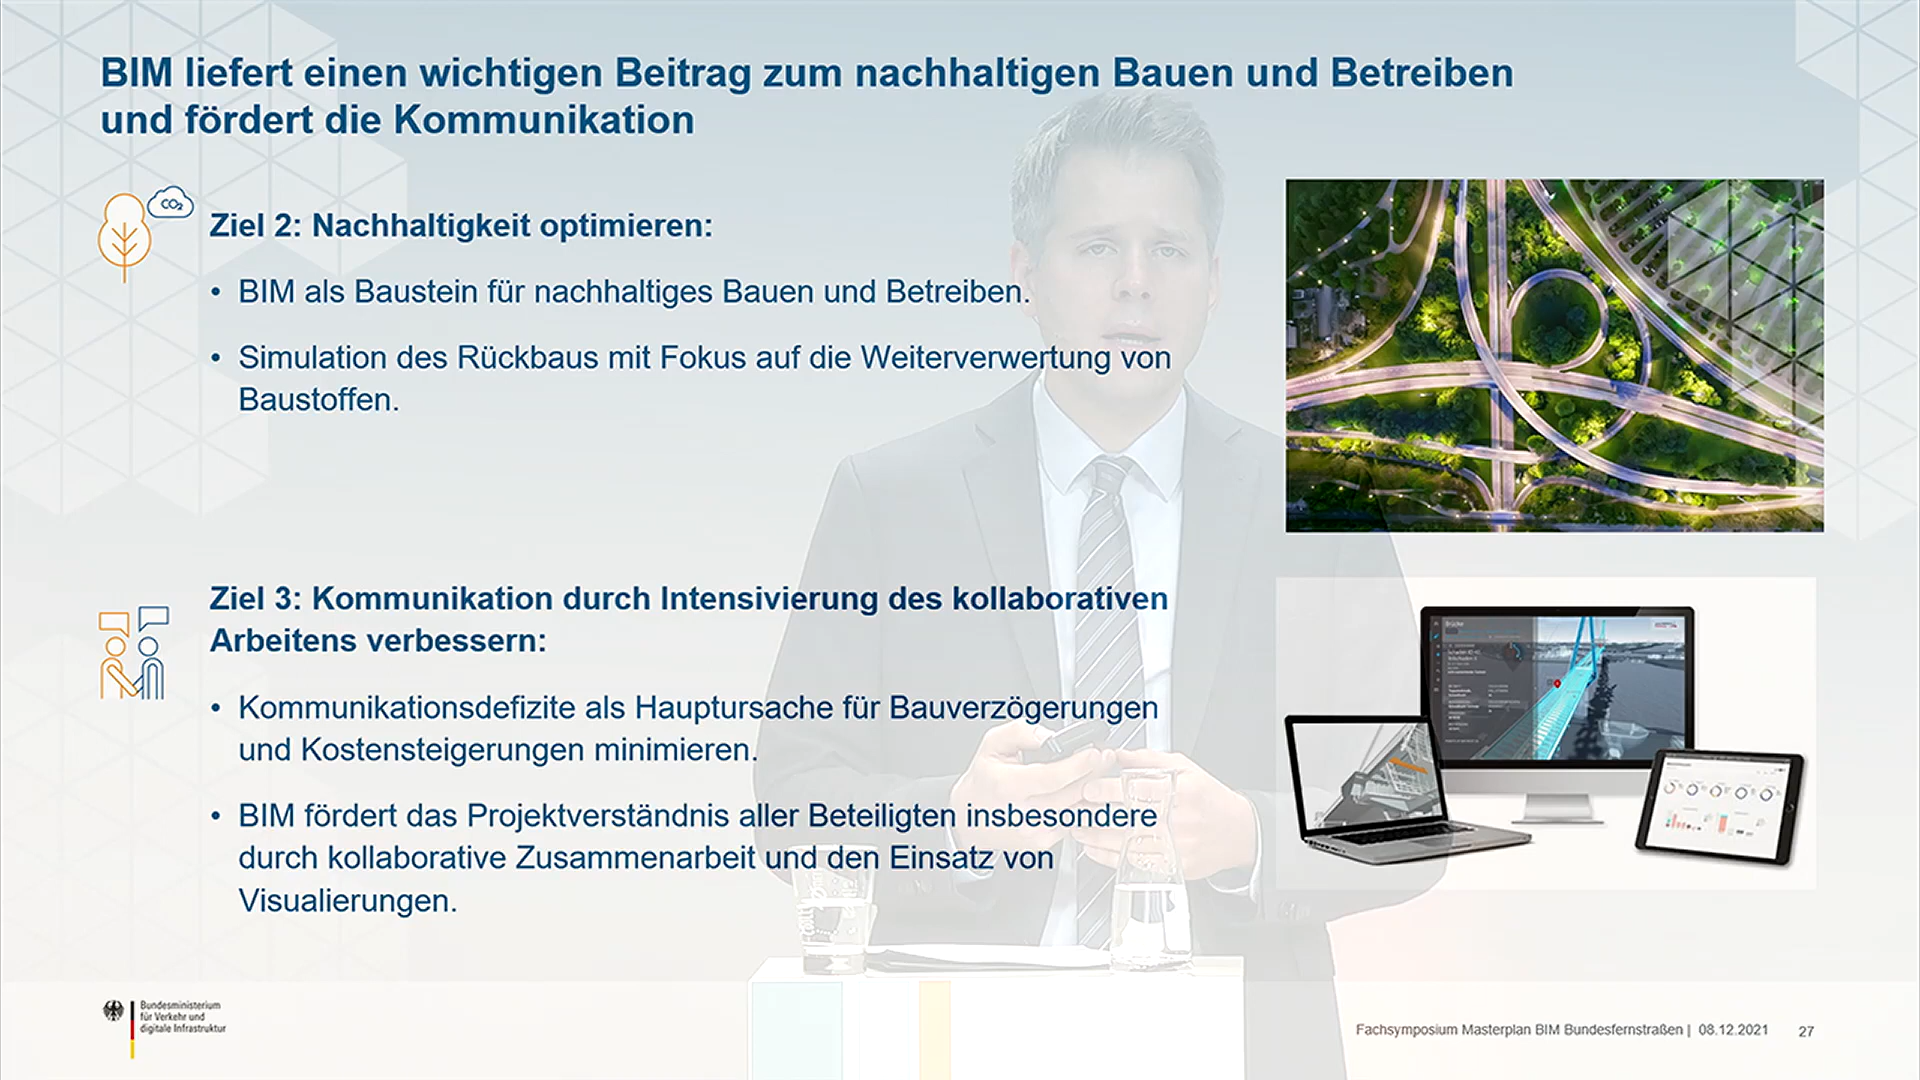 BIM liefert einen wichtigen Beitrag zum nachhaltigen Bauen und Betreiben
und fördert die Kommunikation
CO₂
Ziel 2: Nachhaltigkeit optimieren:
• BIM als Baustein für nachhaltiges Bauen und Betreiben.
• Simulation des Rückbaus mit Fokus auf die Weiterverwertung von
Baustoffen.
Ziel 3: Kommunikation durch Intensivierung des kollaborativen
Arbeitens verbessern:
• Kommunikationsdefizite als Hauptursache für Bauverzögerungen
und Kostensteigerungen minimieren.
• BIM fördert das Projektverständnis aller Beteiligten insbesondere
durch kollaborative Zusammenarbeit und den Einsatz von
Visualierungen.
Brücke
Bundesministerium
für Verkehr und
digitale Infrastruktur
Fachsymposium Masterplan BIM Bundesfernstraßen | 08.12.2021 27